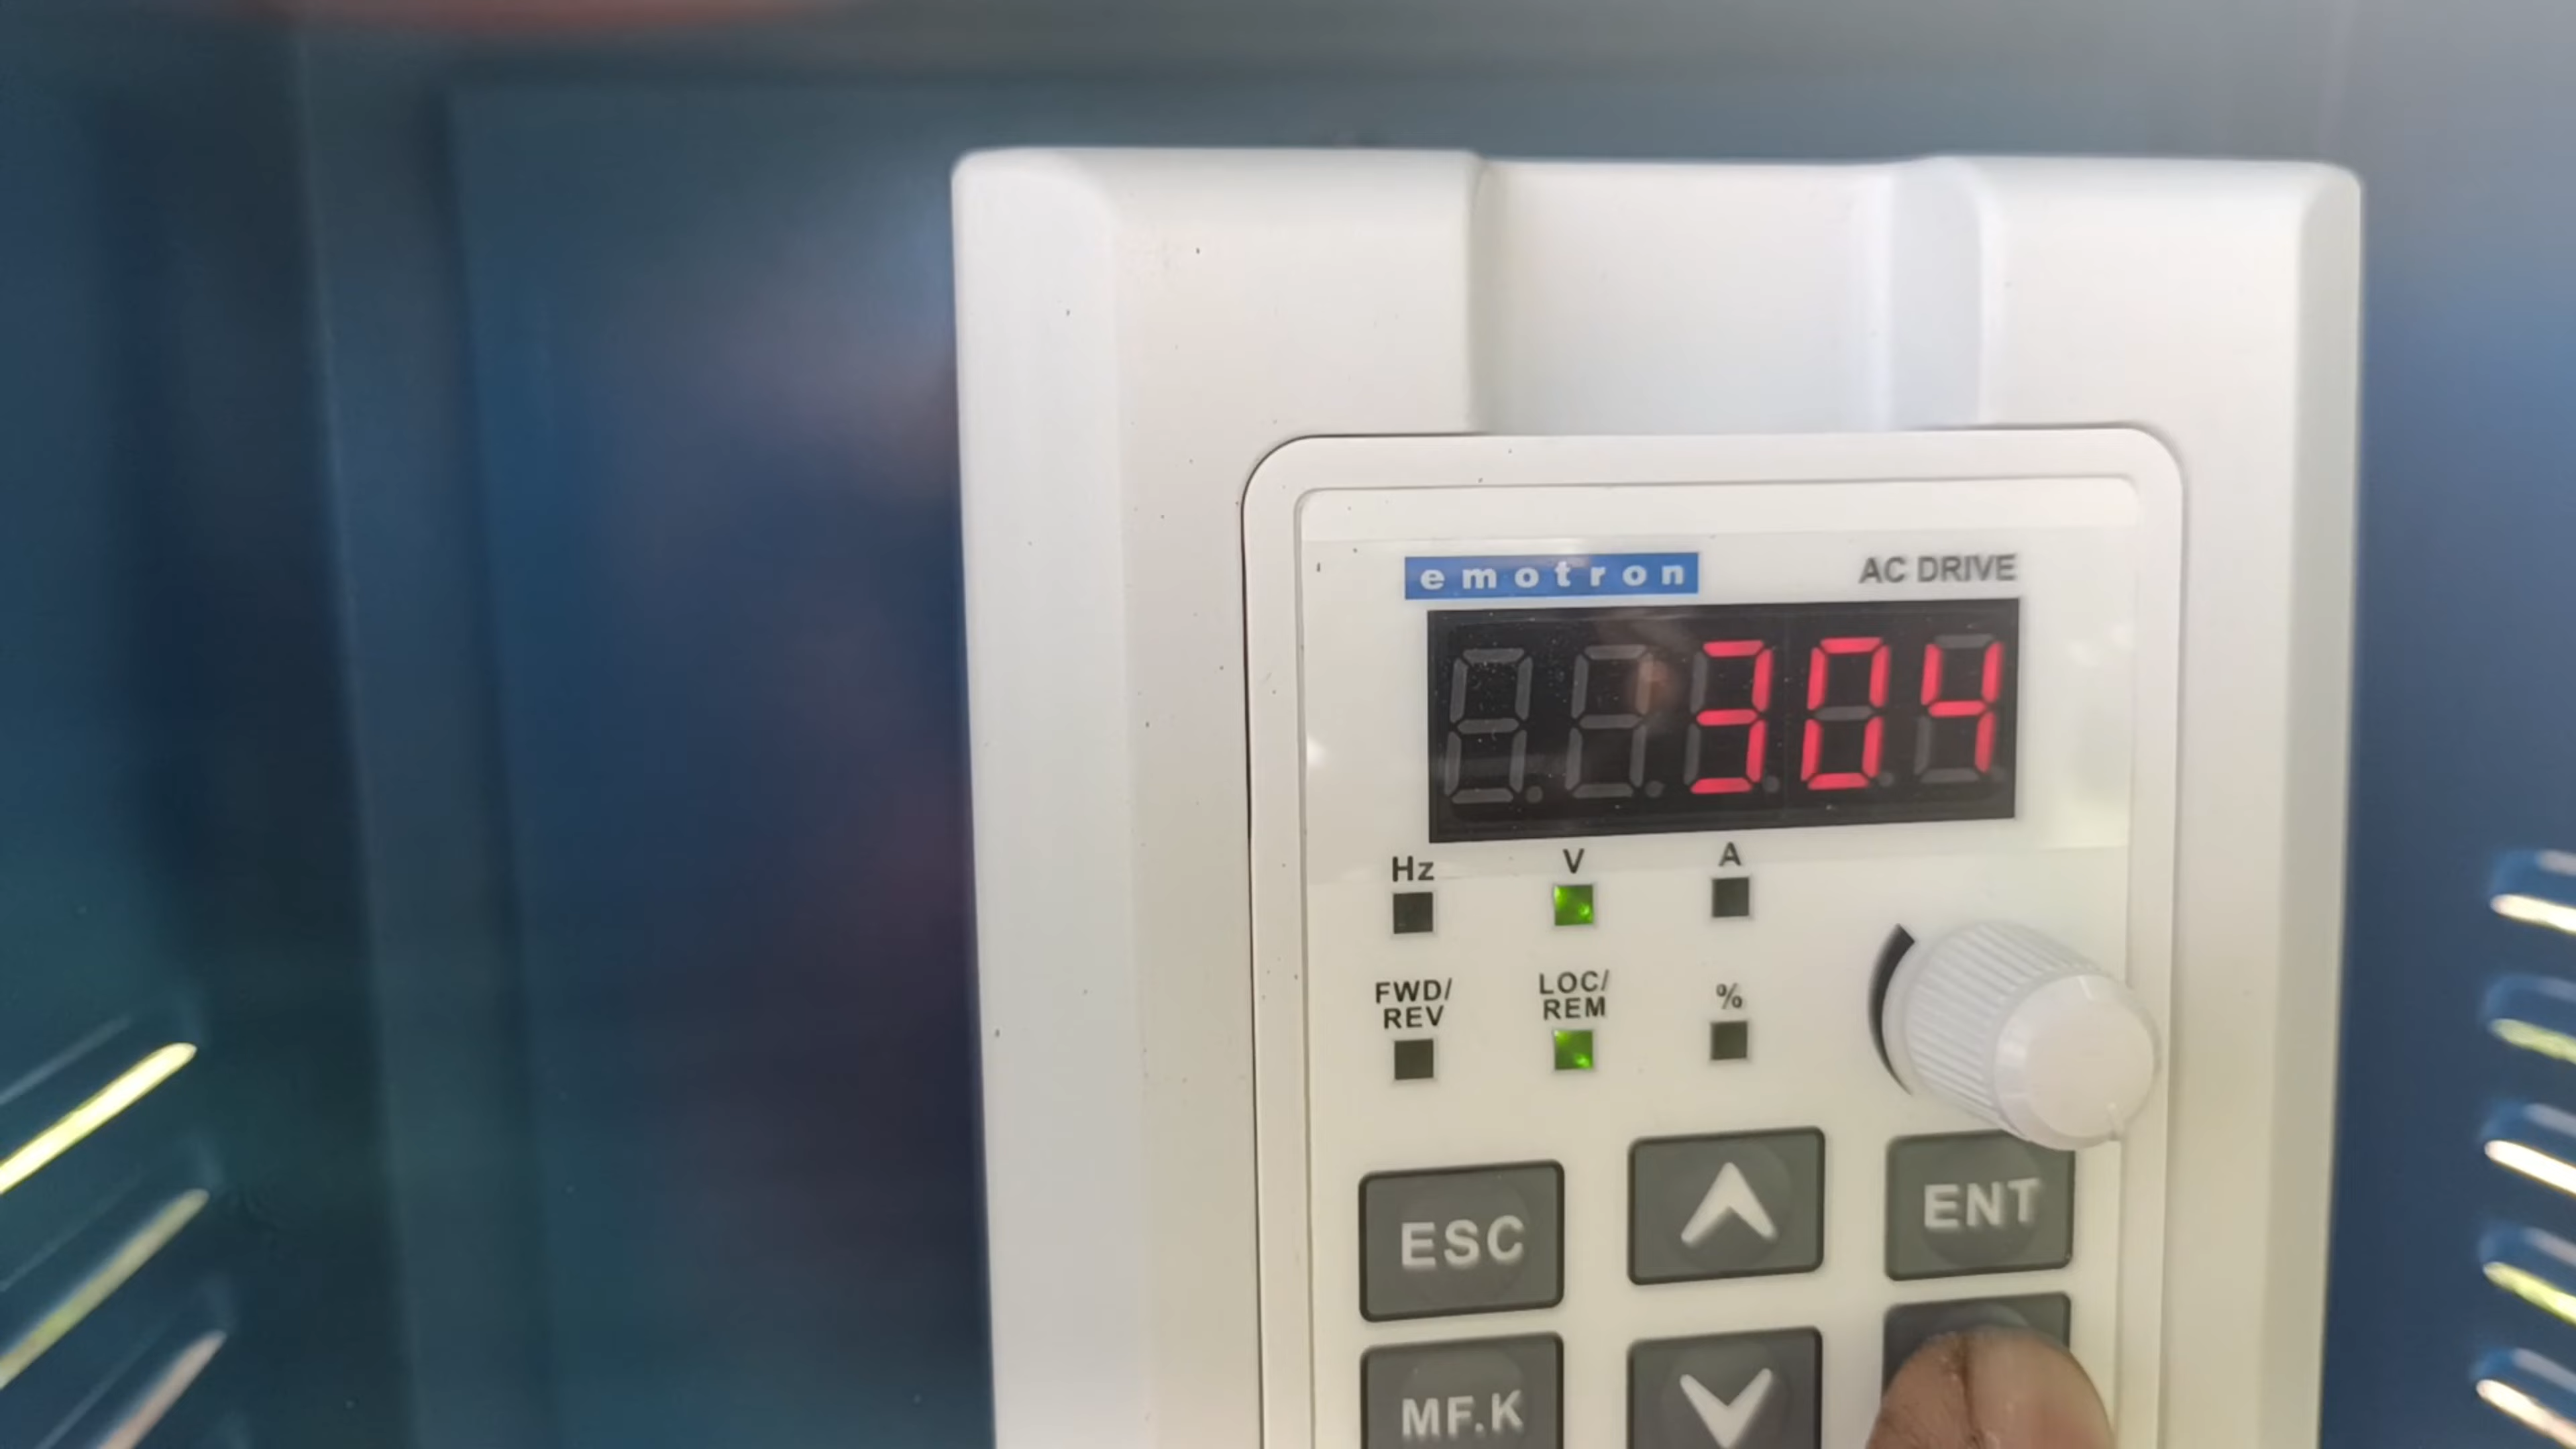 emotron AC DRIVE
304
Hz V A
FWD/ LOC/ %
REV REM
ESC ENT
MF.K